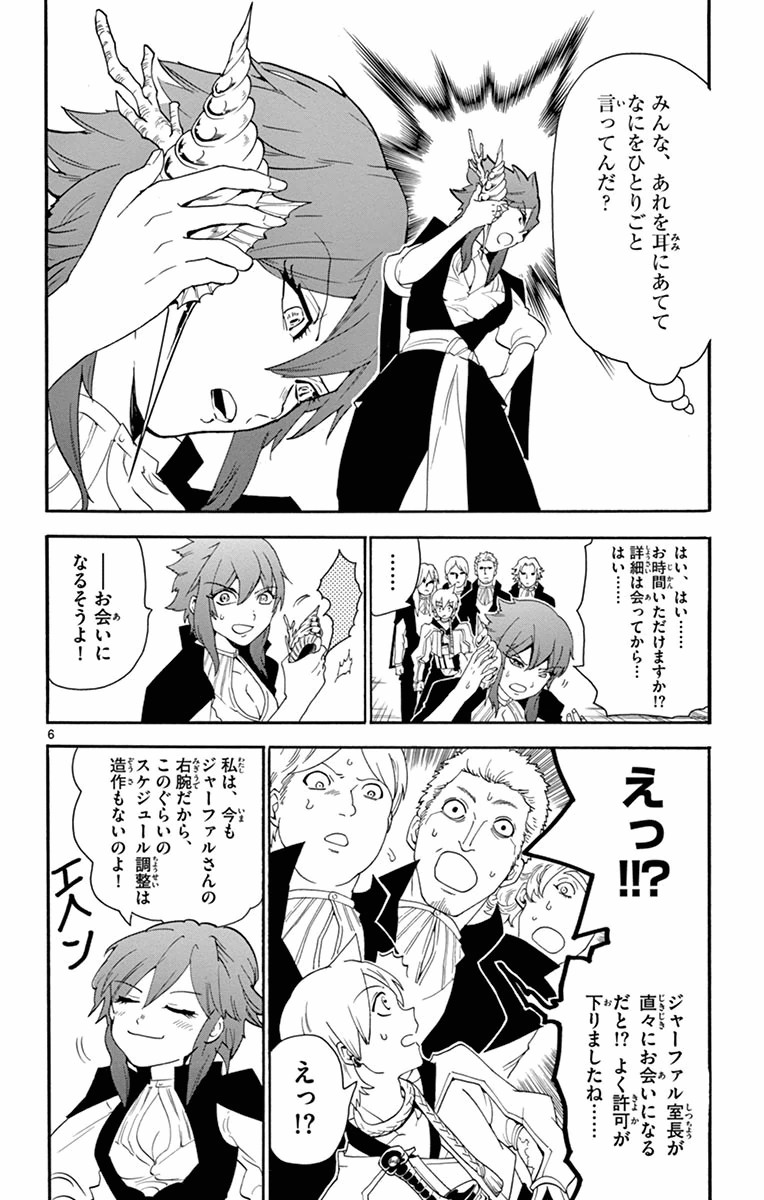 みんな、あれを耳にあてて
なにをひとりごと
言ってんだ？
はい、はい……
お時間いただけますか!?
詳細は会ってから…
はい……
……
──お会いに
なるそうよ！
6
えっ!!?
ジャーファル室長が
直々にお会いになる
だと!? よく許可が
下りましたね……
えっ!?
私は、今も
ジャーファルさんの
右腕だから、
このぐらいの
スケジュール調整は
造作もないのよ！
エヘン